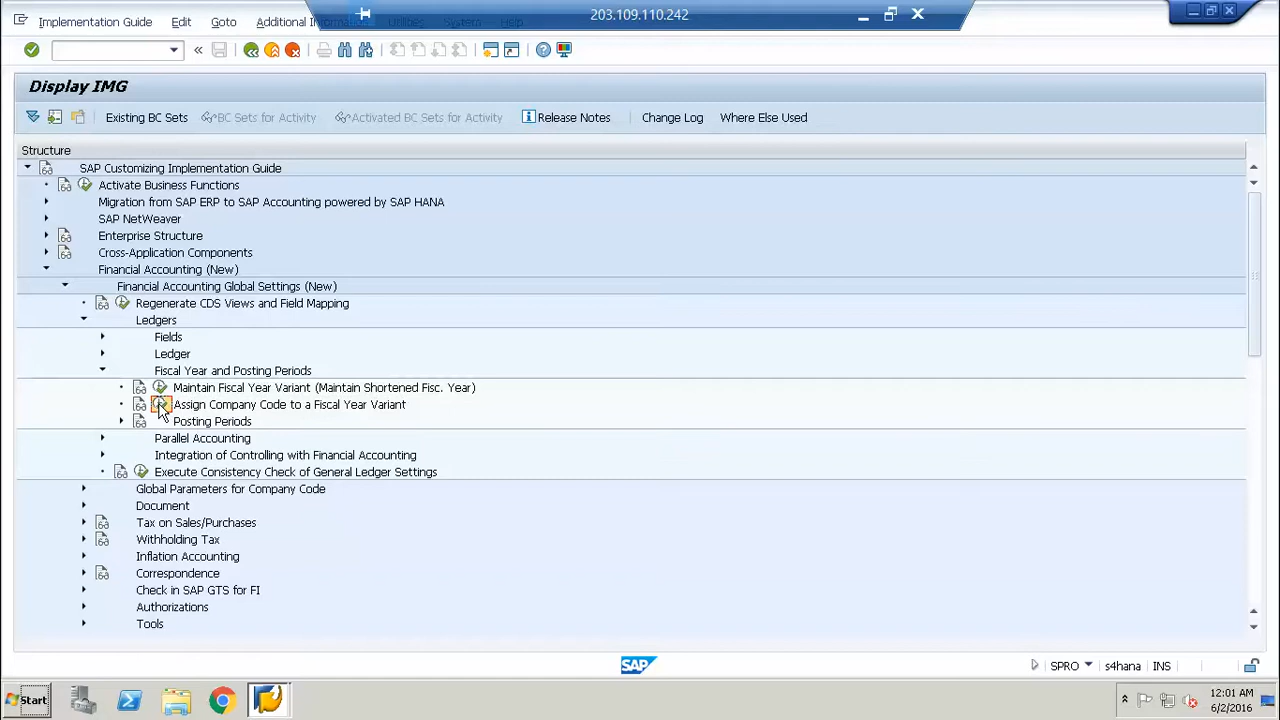 203.109.110.242
Implementation Guide Edit Goto Additional Information Utilities System Help
Display IMG
Existing BC Sets BC Sets for Activity Activated BC Sets for Activity Release Notes Change Log Where Else Used
Structure
SAP Customizing Implementation Guide
Activate Business Functions
Migration from SAP ERP to SAP Accounting powered by SAP HANA
SAP NetWeaver
Enterprise Structure
Cross-Application Components
Financial Accounting (New)
Financial Accounting Global Settings (New)
Regenerate CDS Views and Field Mapping
Ledgers
Fields
Ledger
Fiscal Year and Posting Periods
Maintain Fiscal Year Variant (Maintain Shortened Fisc. Year)
Assign Company Code to a Fiscal Year Variant
Posting Periods
Parallel Accounting
Integration of Controlling with Financial Accounting
Execute Consistency Check of General Ledger Settings
Global Parameters for Company Code
Document
Tax on Sales/Purchases
Withholding Tax
Inflation Accounting
Correspondence
Check in SAP GTS for FI
Authorizations
Tools
SAP
SPRO s4hana INS
Start
12:01 AM
6/2/2016